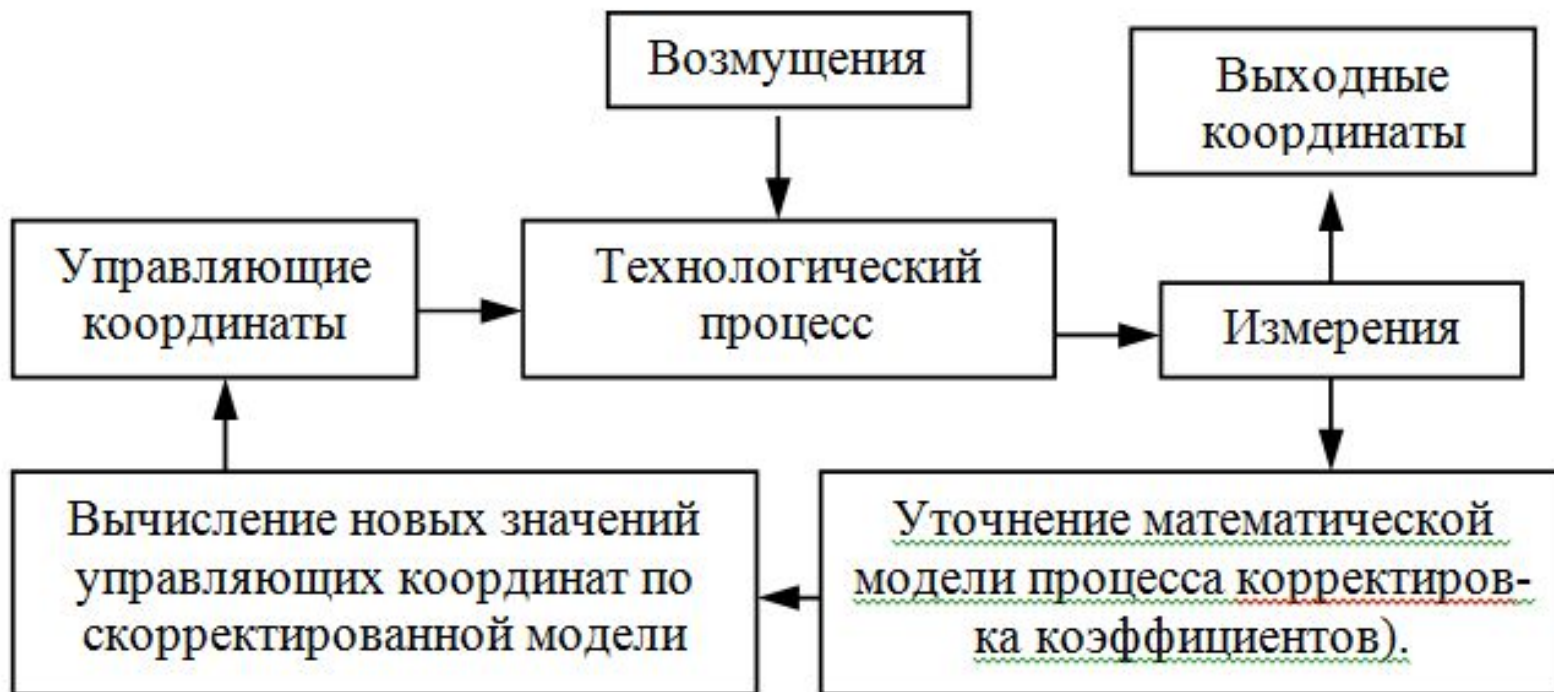 Возмущения
Выходные
координаты
Управляющие
координаты
Технологический
процесс
Измерения
Вычисление новых значений
управляющих координат по
скорректированной модели
Уточнение математической
модели процесса корректиров-
ка коэффициентов).